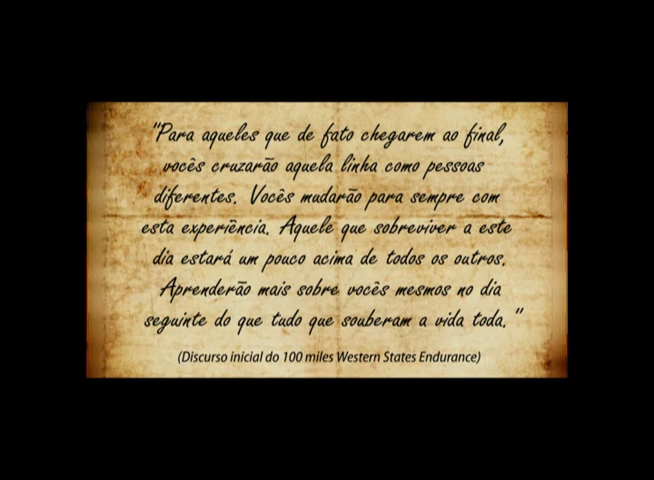 "Para aqueles que de fato chegarem ao final,
vocês cruzarão aquela linha como pessoas
diferentes. Vocês mudarão para sempre com
esta experiência. Aquele que sobreviver a este
dia estará um pouco acima de todos os outros.
Aprenderão mais sobre vocês mesmos no dia
seguinte do que tudo que souberam a vida toda."
(Discurso inicial do 100 miles Western States Endurance)